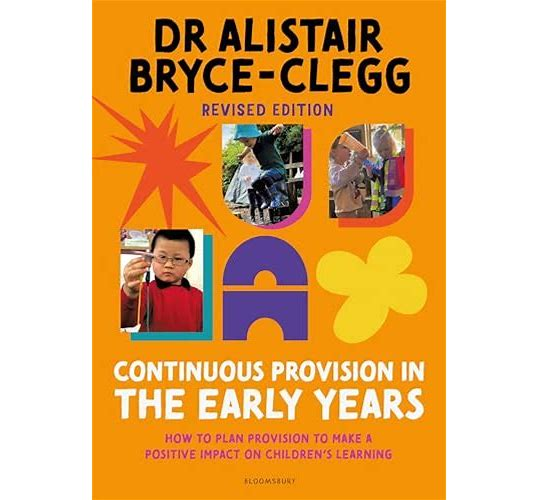 DR ALISTAIR
BRYCE-CLEGG
REVISED EDITION
CONTINUOUS PROVISION IN
THE EARLY YEARS
HOW TO PLAN PROVISION TO MAKE A
POSITIVE IMPACT ON CHILDREN'S LEARNING
BLOOMSBURY